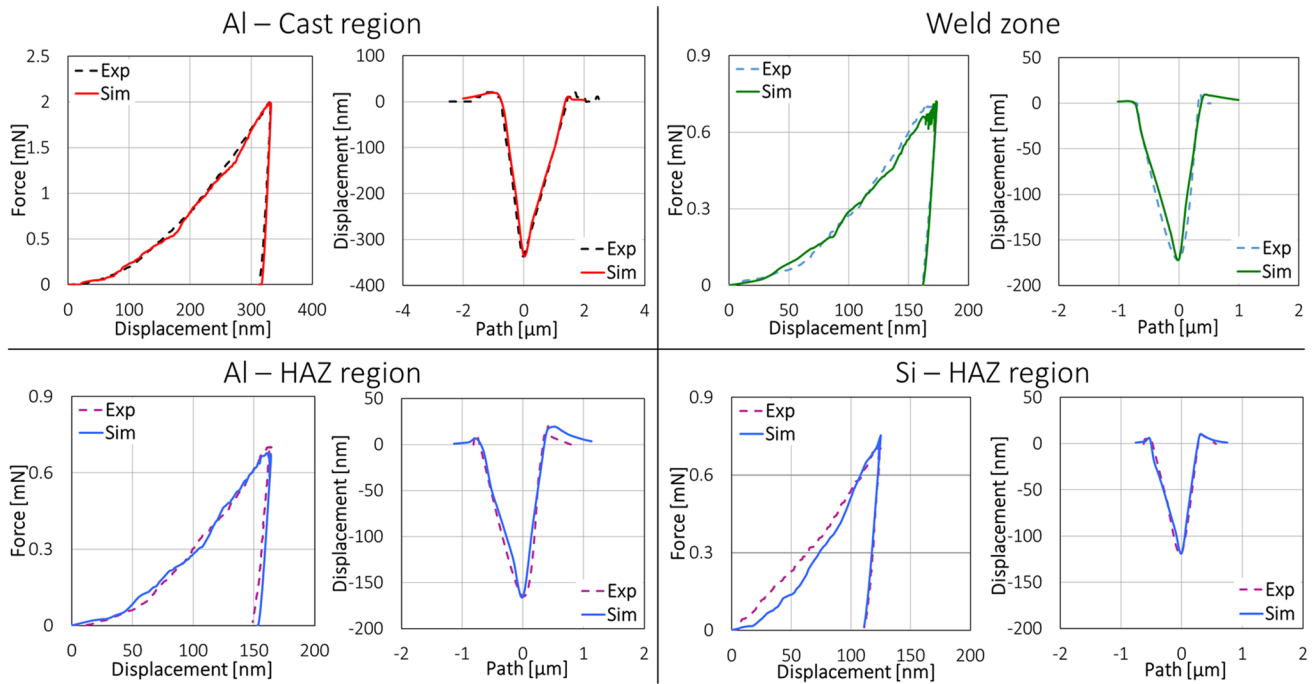 Al – Cast region
Force [mN]
2.5
2
1.5
1
0.5
0
0 100 200 300 400
Displacement [nm]
Exp
Sim
Displacement [nm]
100
0
-100
-200
-300
-400
-4 -2 0 2 4
Path [µm]
Exp
Sim
Weld zone
Force [mN]
0.9
0.6
0.3
0
0 50 100 150 200
Displacement [nm]
Exp
Sim
Displacement [nm]
50
0
-50
-100
-150
-200
-2 -1 0 1 2
Path [µm]
Exp
Sim
Al – HAZ region
Force [mN]
0.9
0.6
0.3
0
0 50 100 150 200
Displacement [nm]
Exp
Sim
Displacement [nm]
50
0
-50
-100
-150
-200
-2 -1 0 1 2
Path [µm]
Exp
Sim
Si – HAZ region
Force [mN]
0.9
0.6
0.3
0
0 50 100 150 200
Displacement [nm]
Exp
Sim
Displacement [nm]
50
0
-50
-100
-150
-200
-2 -1 0 1 2
Path [µm]
Exp
Sim